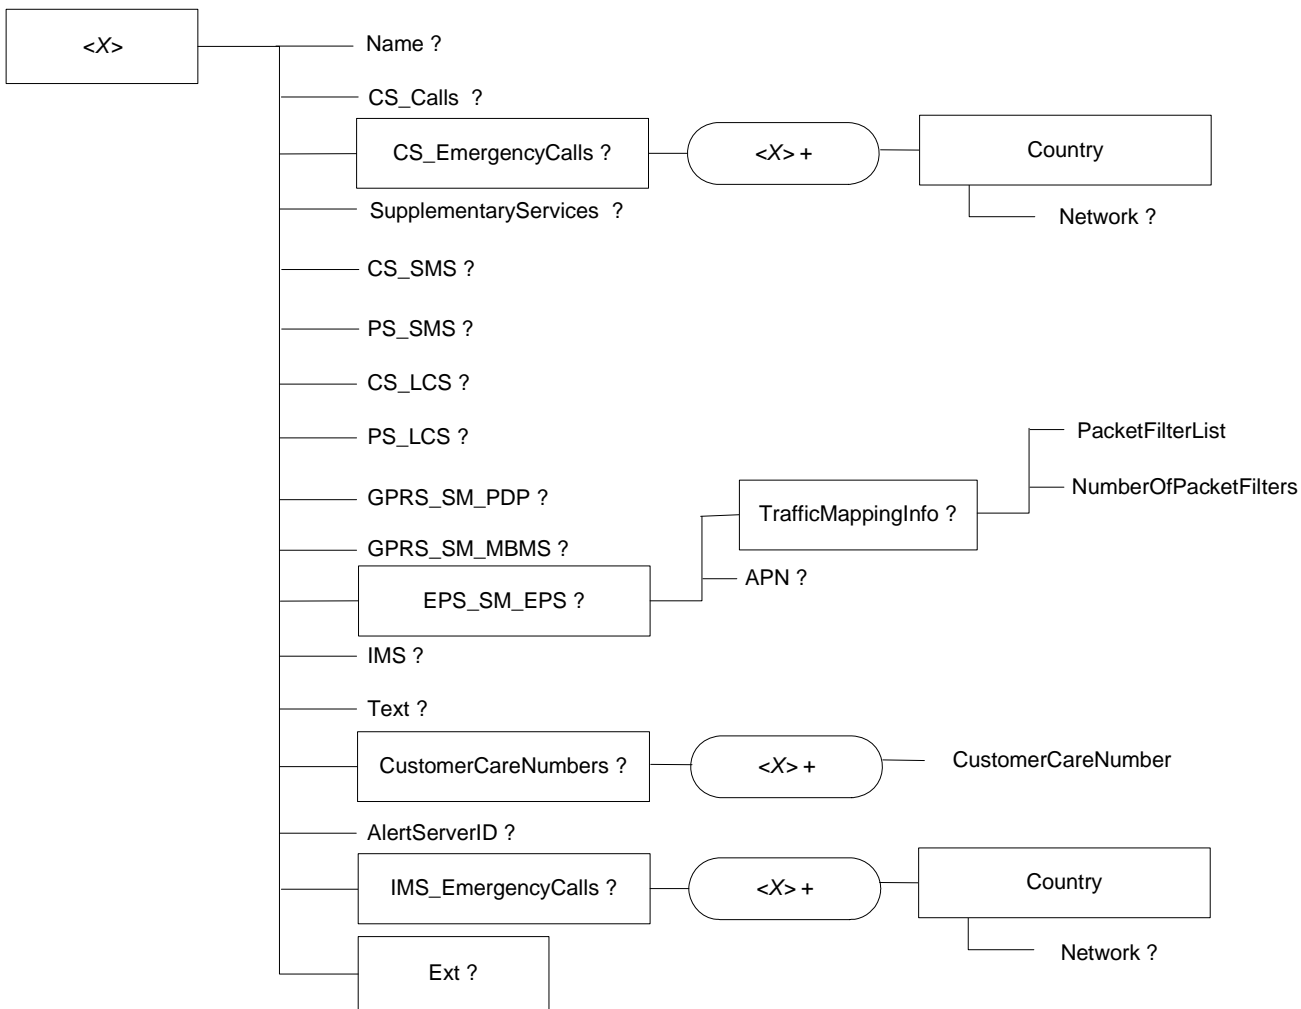 <X>
Name ?
CS_Calls ?
CS_EmergencyCalls ?
<X> +
Country
Network ?
SupplementaryServices ?
CS_SMS ?
PS_SMS ?
CS_LCS ?
PS_LCS ?
GPRS_SM_PDP ?
GPRS_SM_MBMS ?
EPS_SM_EPS ?
TrafficMappingInfo ?
PacketFilterList
NumberOfPacketFilters
APN ?
IMS ?
Text ?
CustomerCareNumbers ?
<X> +
CustomerCareNumber
AlertServerID ?
IMS_EmergencyCalls ?
<X> +
Country
Network ?
Ext ?